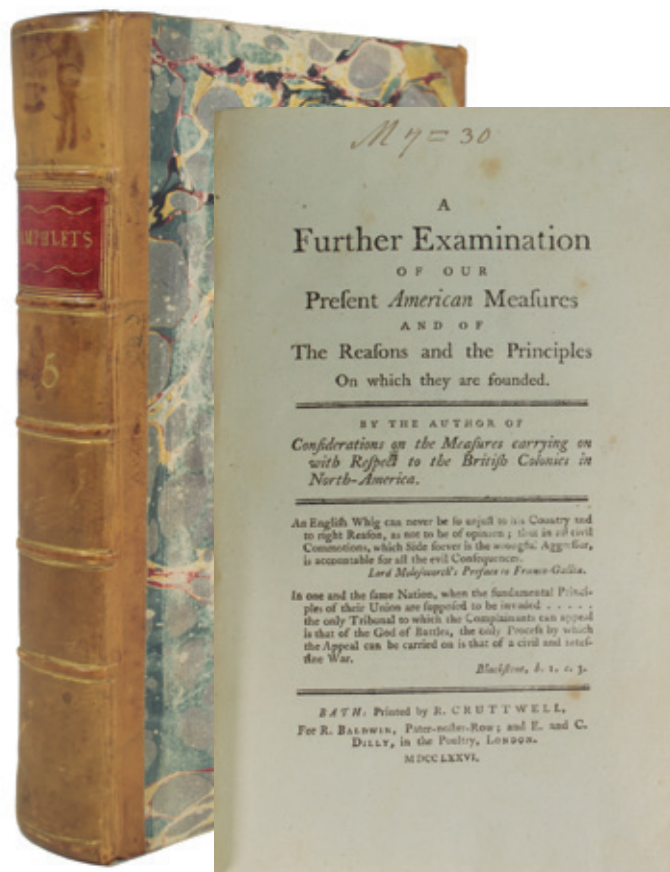 AMPHLETS
6
M 7 = 30
A
Further Examination
OF OUR
Preſent American Meaſures
AND OF
The Reaſons and the Principles
On which they are founded.
BY THE AUTHOR OF
Conſiderations on the Meaſures carrying on
with Reſpect to the Britiſh Colonies in
North-America.
An Engliſh Whig can never be ſo unjuſt to his Country and
to right Reaſon, as not to be of opinion; that in all civil
Commotions, which Side ſoever is the wrongful Aggreſſor,
is accountable for all the evil Conſequences.
Lord Moleſworth's Preface to Franco-Gallia.
In one and the ſame Nation, when the fundamental Princi-
ples of their Union are ſuppoſed to be invaded . . . . .
the only Tribunal to which the Complainants can appeal
is that of the God of Battles, the only Proceſs by which
the Appeal can be carried on is that of a civil and inteſ-
tine War.
Blackſtone, b. 1. c. 3.
BATH: Printed by R. CRUTTWELL,
For R. BALDWIN, Pater-noſter-Row; and E. and C.
DILLY, in the Poultry, LONDON.
MDCCLXXVI.